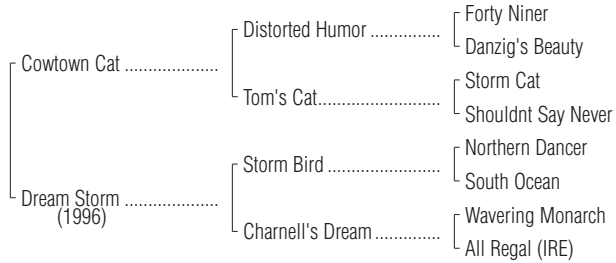 Forty Niner
Distorted Humor ...............
Danzig's Beauty
Cowtown Cat .....................
Storm Cat
Tom's Cat...........................
Shouldnt Say Never
Northern Dancer
Storm Bird .........................
South Ocean
Dream Storm .....................
(1996)
Wavering Monarch
Charnell's Dream...............
All Regal (IRE)